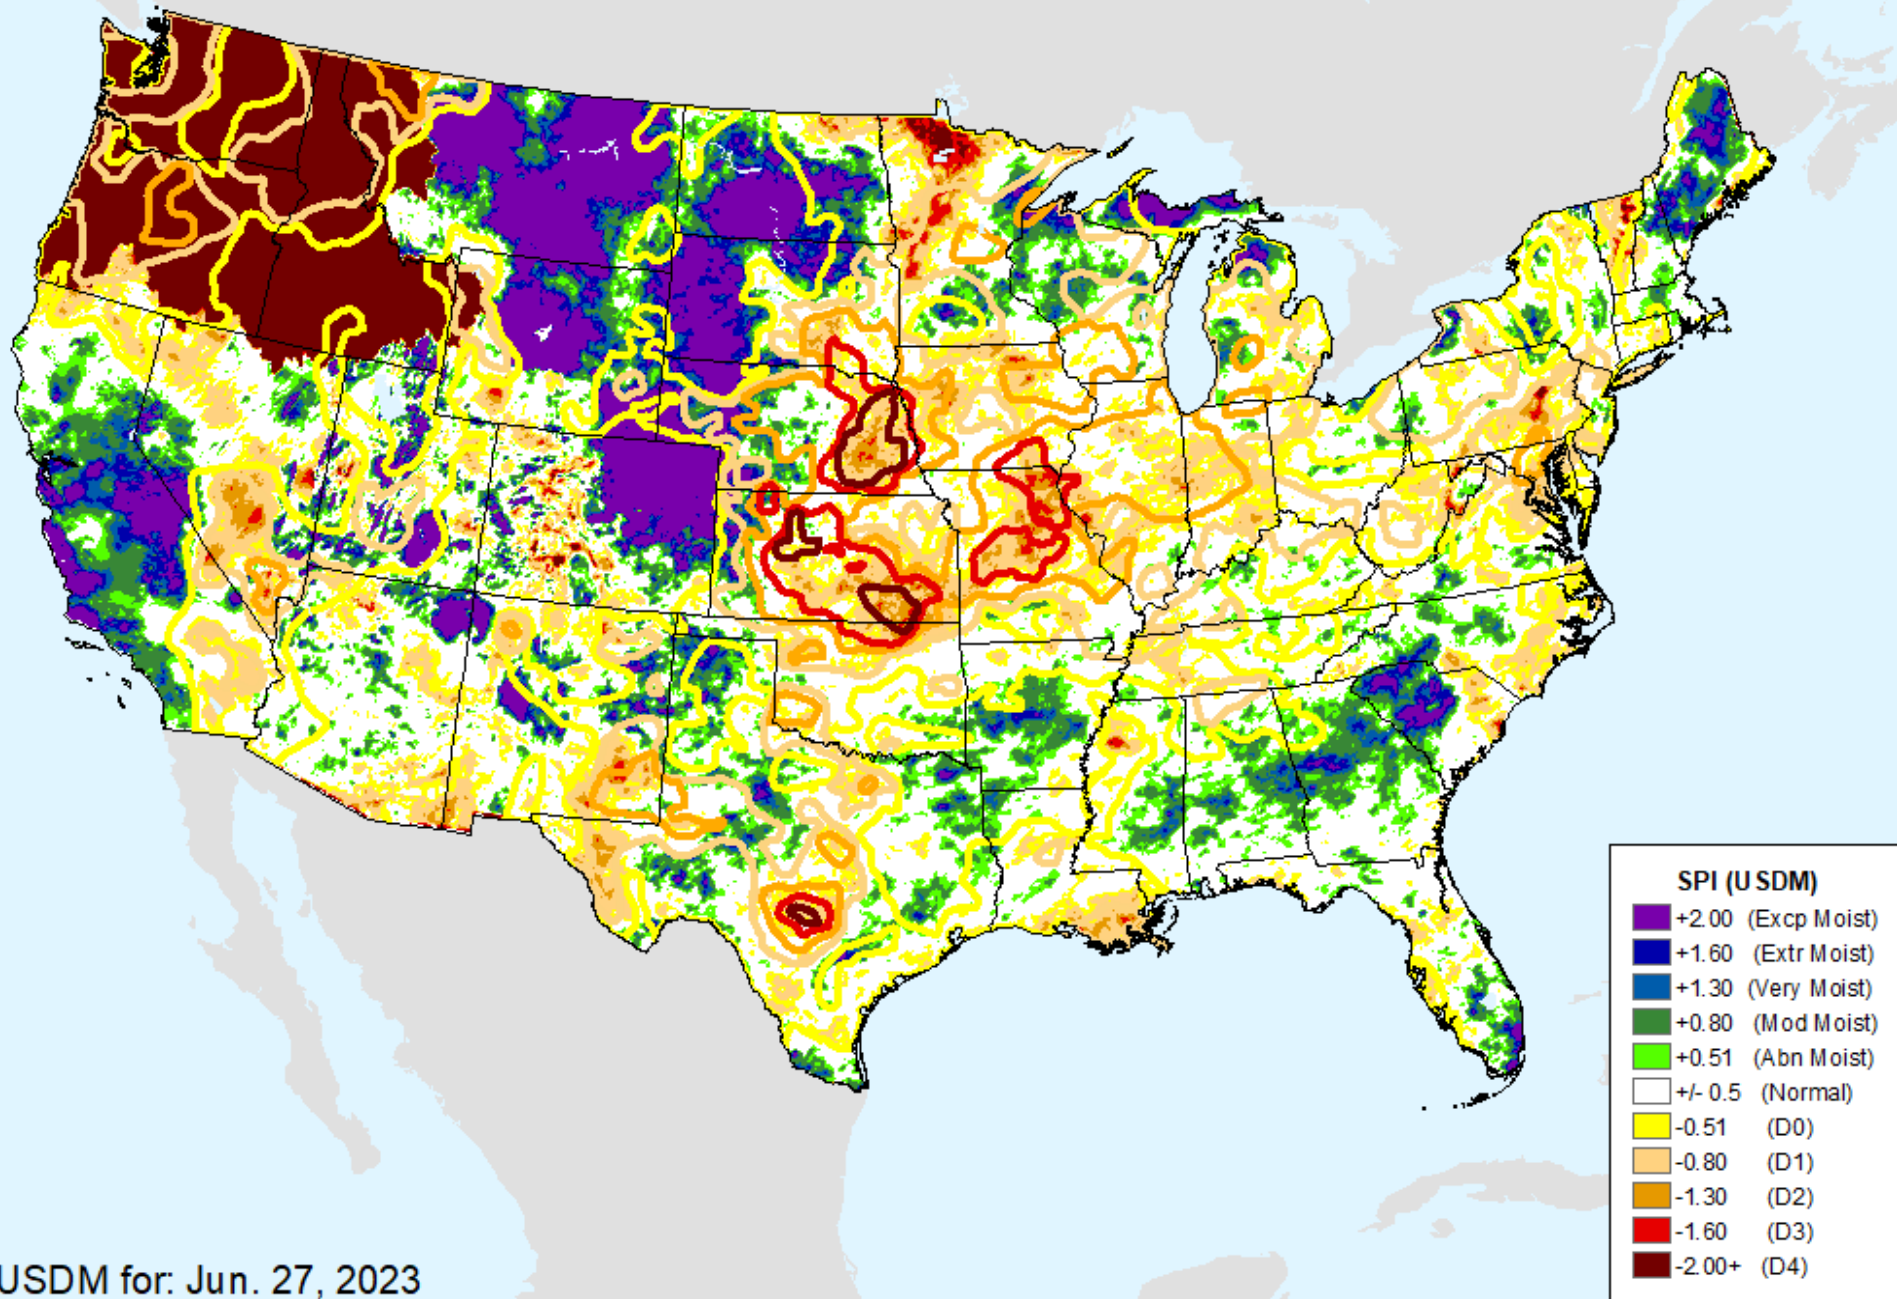 SPI (USDM)
+2.00 (Excp Moist)
+1.60 (Extr Moist)
+1.30 (Very Moist)
+0.80 (Mod Moist)
+0.51 (Abn Moist)
+/- 0.5 (Normal)
-0.51 (D0)
-0.80 (D1)
-1.30 (D2)
-1.60 (D3)
-2.00+ (D4)
USDM for: Jun. 27, 2023